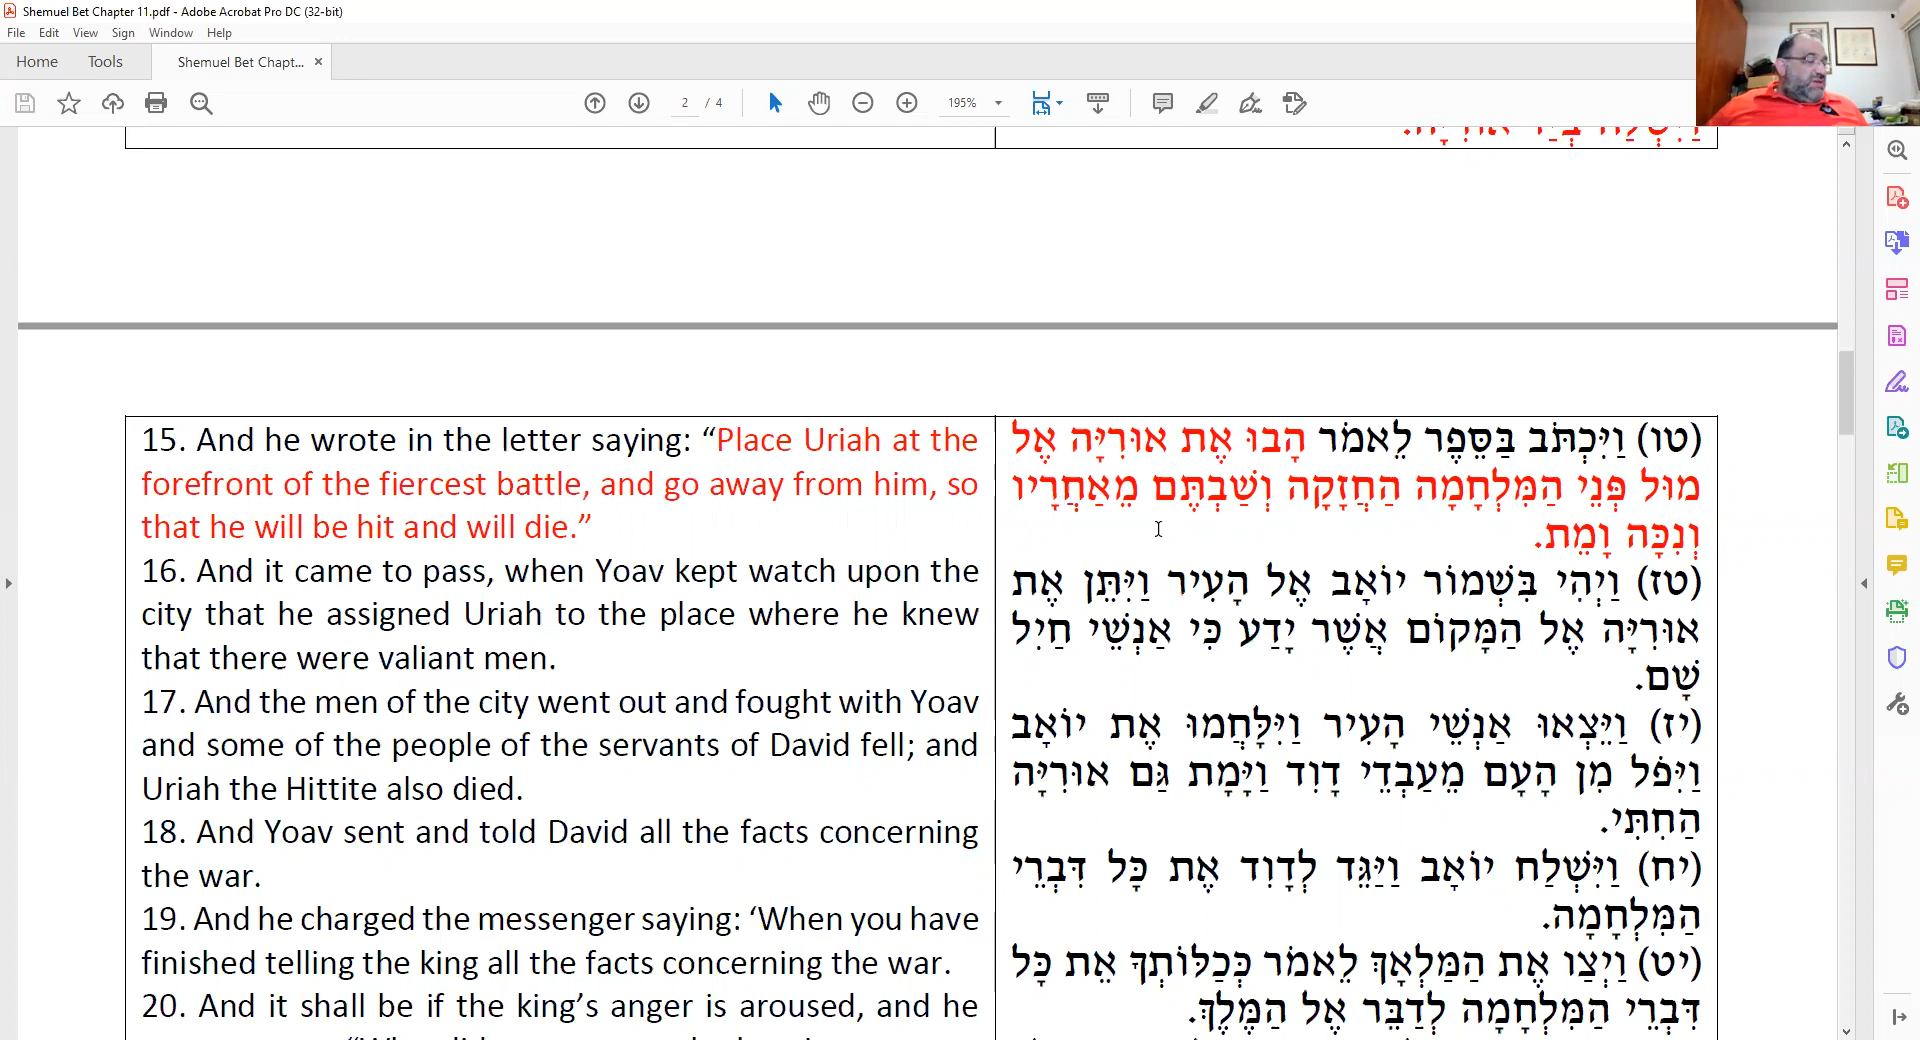 Shemuel Bet Chapter 11.pdf - Adobe Acrobat Pro DC (32-bit)
File Edit View Sign Window Help
Home Tools Shemuel Bet Chapt... ×
2 / 4 195%
15. And he wrote in the letter saying: “Place Uriah at the
forefront of the fiercest battle, and go away from him, so
that he will be hit and will die.”
16. And it came to pass, when Yoav kept watch upon the
city that he assigned Uriah to the place where he knew
that there were valiant men.
17. And the men of the city went out and fought with Yoav
and some of the people of the servants of David fell; and
Uriah the Hittite also died.
18. And Yoav sent and told David all the facts concerning
the war.
19. And he charged the messenger saying: ‘When you have
finished telling the king all the facts concerning the war.
20. And it shall be if the king’s anger is aroused, and he
(טו) וַיִּכְתֹּב בַּסֵּפֶר לֵאמֹר הָבוּ אֶת אוּרִיָּה אֶל
מוּל פְּנֵי הַמִּלְחָמָה הַחֲזָקָה וְשַׁבְתֶּם מֵאַחֲרָיו
וְנִכָּה וָמֵת.
(טז) וַיְהִי בִּשְׁמוֹר יוֹאָב אֶל הָעִיר וַיִּתֵּן אֶת
אוּרִיָּה אֶל הַמָּקוֹם אֲשֶׁר יָדַע כִּי אַנְשֵׁי חַיִל
שָׁם.
(יז) וַיֵּצְאוּ אַנְשֵׁי הָעִיר וַיִּלָּחֲמוּ אֶת יוֹאָב
וַיִּפֹּל מִן הָעָם מֵעַבְדֵי דָוִד וַיָּמָת גַּם אוּרִיָּה
הַחִתִּי.
(יח) וַיִּשְׁלַח יוֹאָב וַיַּגֵּד לְדָוִד אֶת כָּל דִּבְרֵי
הַמִּלְחָמָה.
(יט) וַיְצַו אֶת הַמַּלְאָךְ לֵאמֹר כְּכַלּוֹתְךָ אֵת כָּל
דִּבְרֵי הַמִּלְחָמָה לְדַבֵּר אֶל הַמֶּלֶךְ.